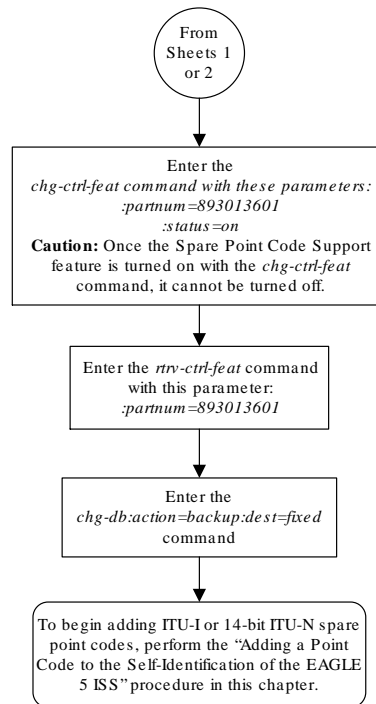 From
Sheets 1
or 2
Enter the
chg-ctrl-feat command with these parameters:
:partnum=893013601
:status=on
Caution: Once the Spare Point Code Support
feature is turned on with the chg-ctrl-feat
command, it cannot be turned off.
Enter the rtrv-ctrl-feat command
with this parameter:
:partnum=893013601
Enter the
chg-db:action=backup:dest=fixed
command
To begin adding ITU-I or 14-bit ITU-N spare
point codes, perform the “Adding a Point
Code to the Self-Identification of the EAGLE
5 ISS” procedure in this chapter.